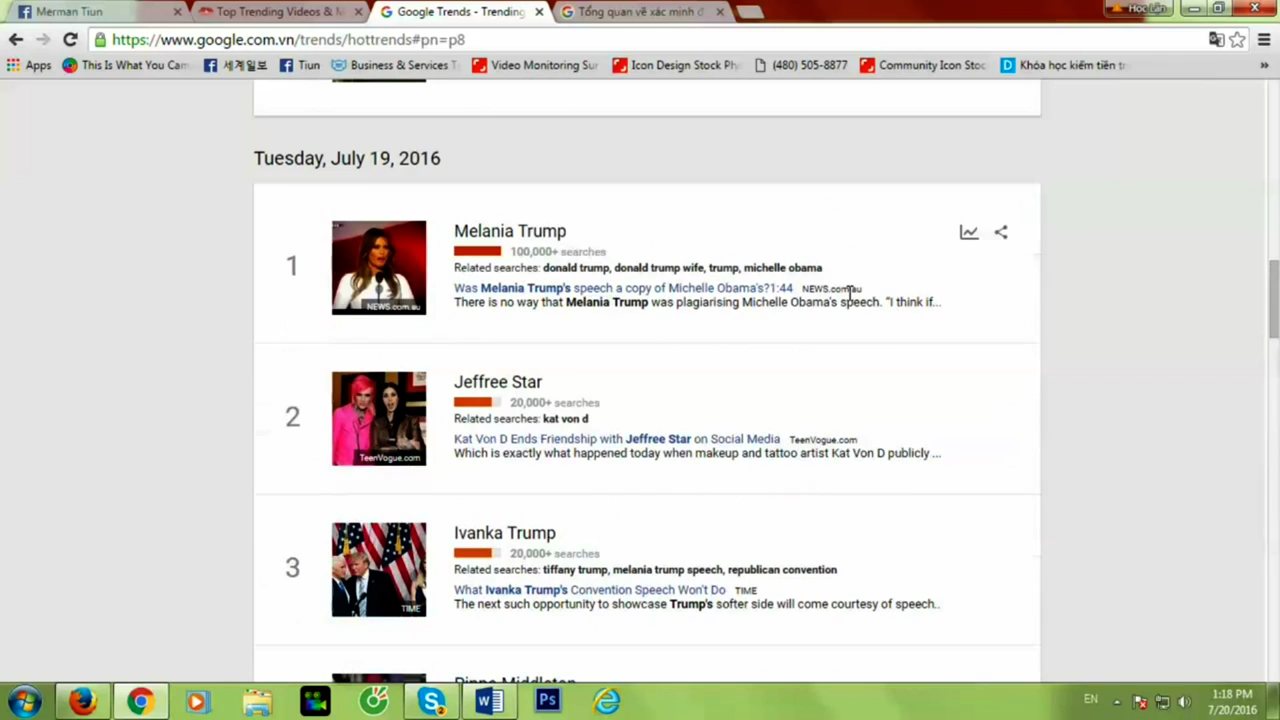 Merman Tiun
Top Trending Videos & M
Google Trends - Trending
Tổng quan về xác minh đ
Học Lân
https://www.google.com.vn/trends/hottrends#pn=p8
Apps
This Is What You Can
세계일보
Tiun
Business & Services T
Video Monitoring Sur
Icon Design Stock Ph
(480) 505-8877
Community Icon Stoc
Khóa học kiếm tiền tr
»
Tuesday, July 19, 2016
1
NEWS.com.au
Melania Trump
100,000+ searches
Related searches: donald trump, donald trump wife, trump, michelle obama
Was Melania Trump's speech a copy of Michelle Obama's?1:44 NEWS.com.au
There is no way that Melania Trump was plagiarising Michelle Obama's speech. “I think if...
2
TeenVogue.com
Jeffree Star
20,000+ searches
Related searches: kat von d
Kat Von D Ends Friendship with Jeffree Star on Social Media TeenVogue.com
Which is exactly what happened today when makeup and tattoo artist Kat Von D publicly ...
3
TIME
Ivanka Trump
20,000+ searches
Related searches: tiffany trump, melania trump speech, republican convention
What Ivanka Trump's Convention Speech Won't Do TIME
The next such opportunity to showcase Trump's softer side will come courtesy of speech..
Pippa Middleton
Ps
EN
1:18 PM
7/20/2016